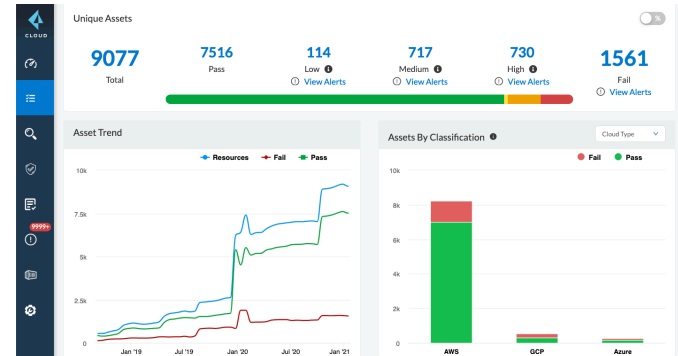 CLOUD
Unique Assets
%
9077
Total
7516
Pass
114
Low
View Alerts
717
Medium
View Alerts
730
High
View Alerts
1561
Fail
View Alerts
9999+
Asset Trend
Resources Fail Pass
10k
7.5k
5k
2.5k
0
Jan '19 Jul '19 Jan '20 Jul '20 Jan '21
Assets By Classification
Cloud Type
Fail Pass
10k
8k
6k
4k
2k
0
AWS GCP Azure